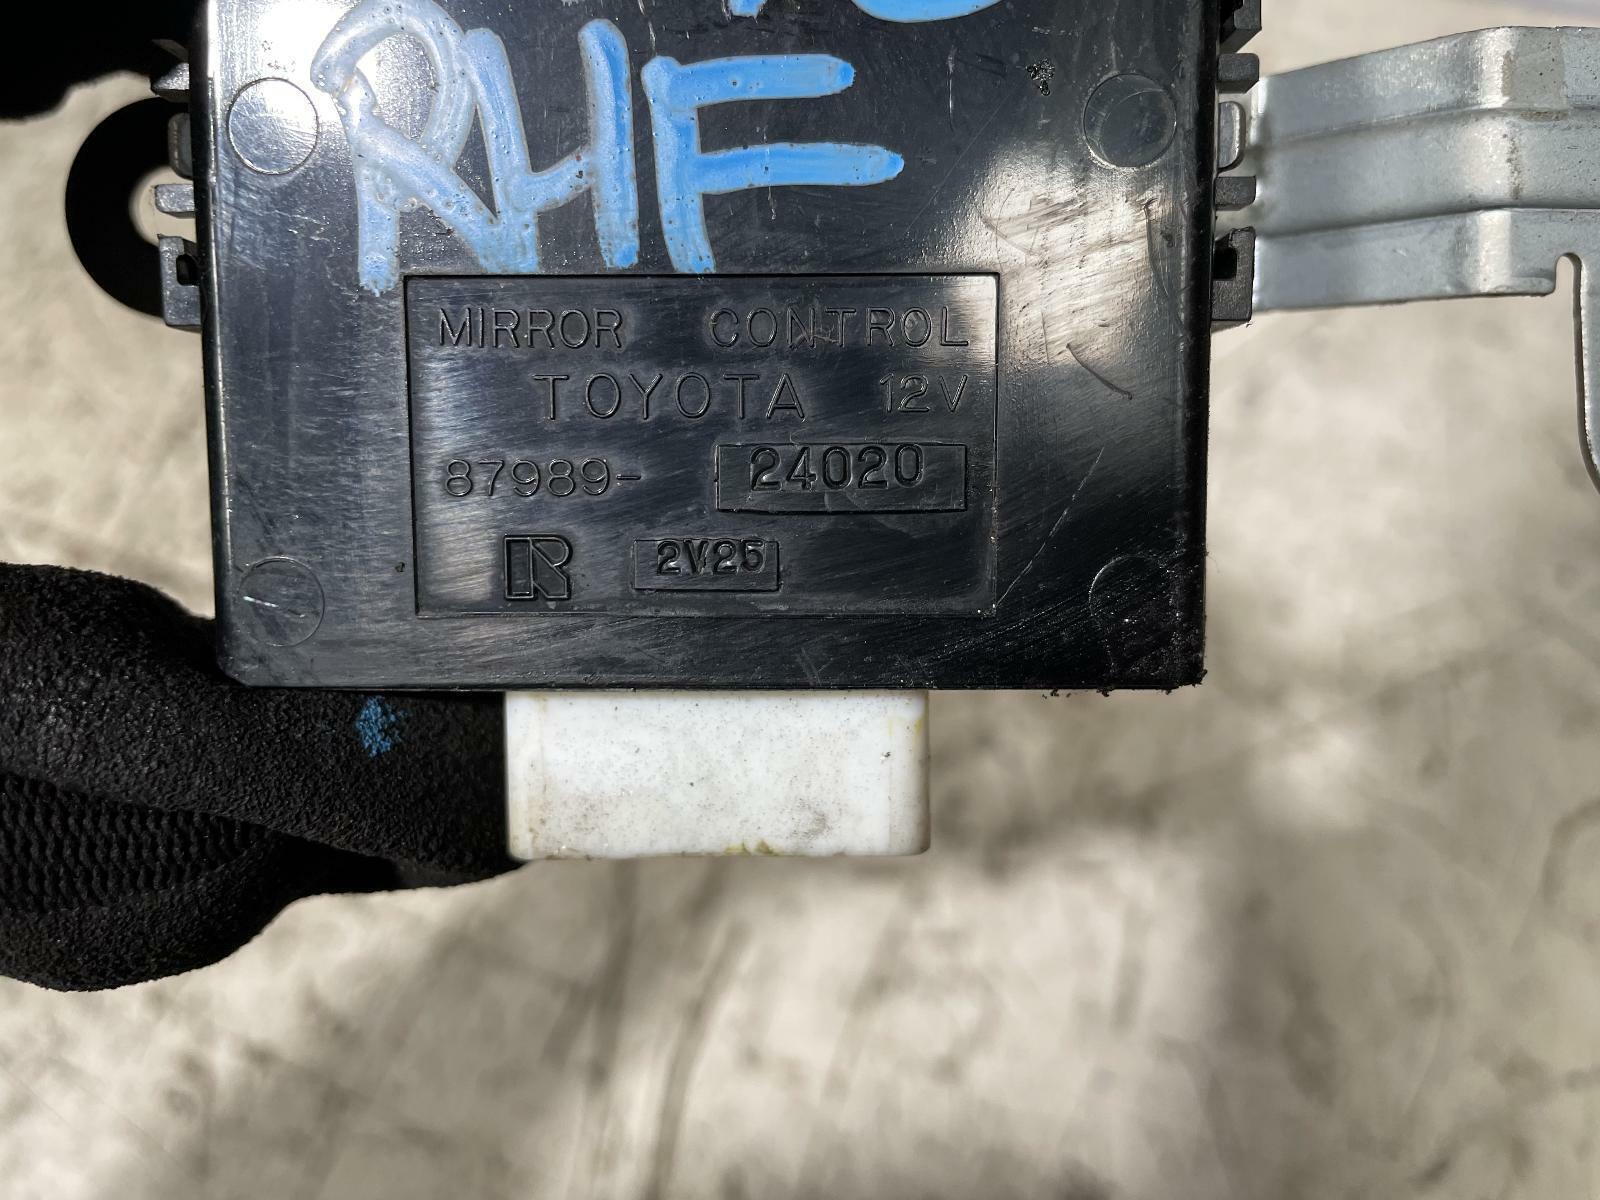 RHF
MIRROR CONTROL
TOYOTA 12V
87989- 24020
R 2V25